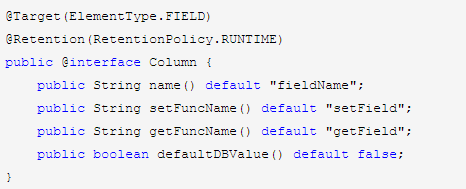 @Target(ElementType.FIELD)
@Retention(RetentionPolicy.RUNTIME)
public @interface Column {
    public String name() default "fieldName";
    public String setFuncName() default "setField";
    public String getFuncName() default "getField";
    public boolean defaultDBValue() default false;
}